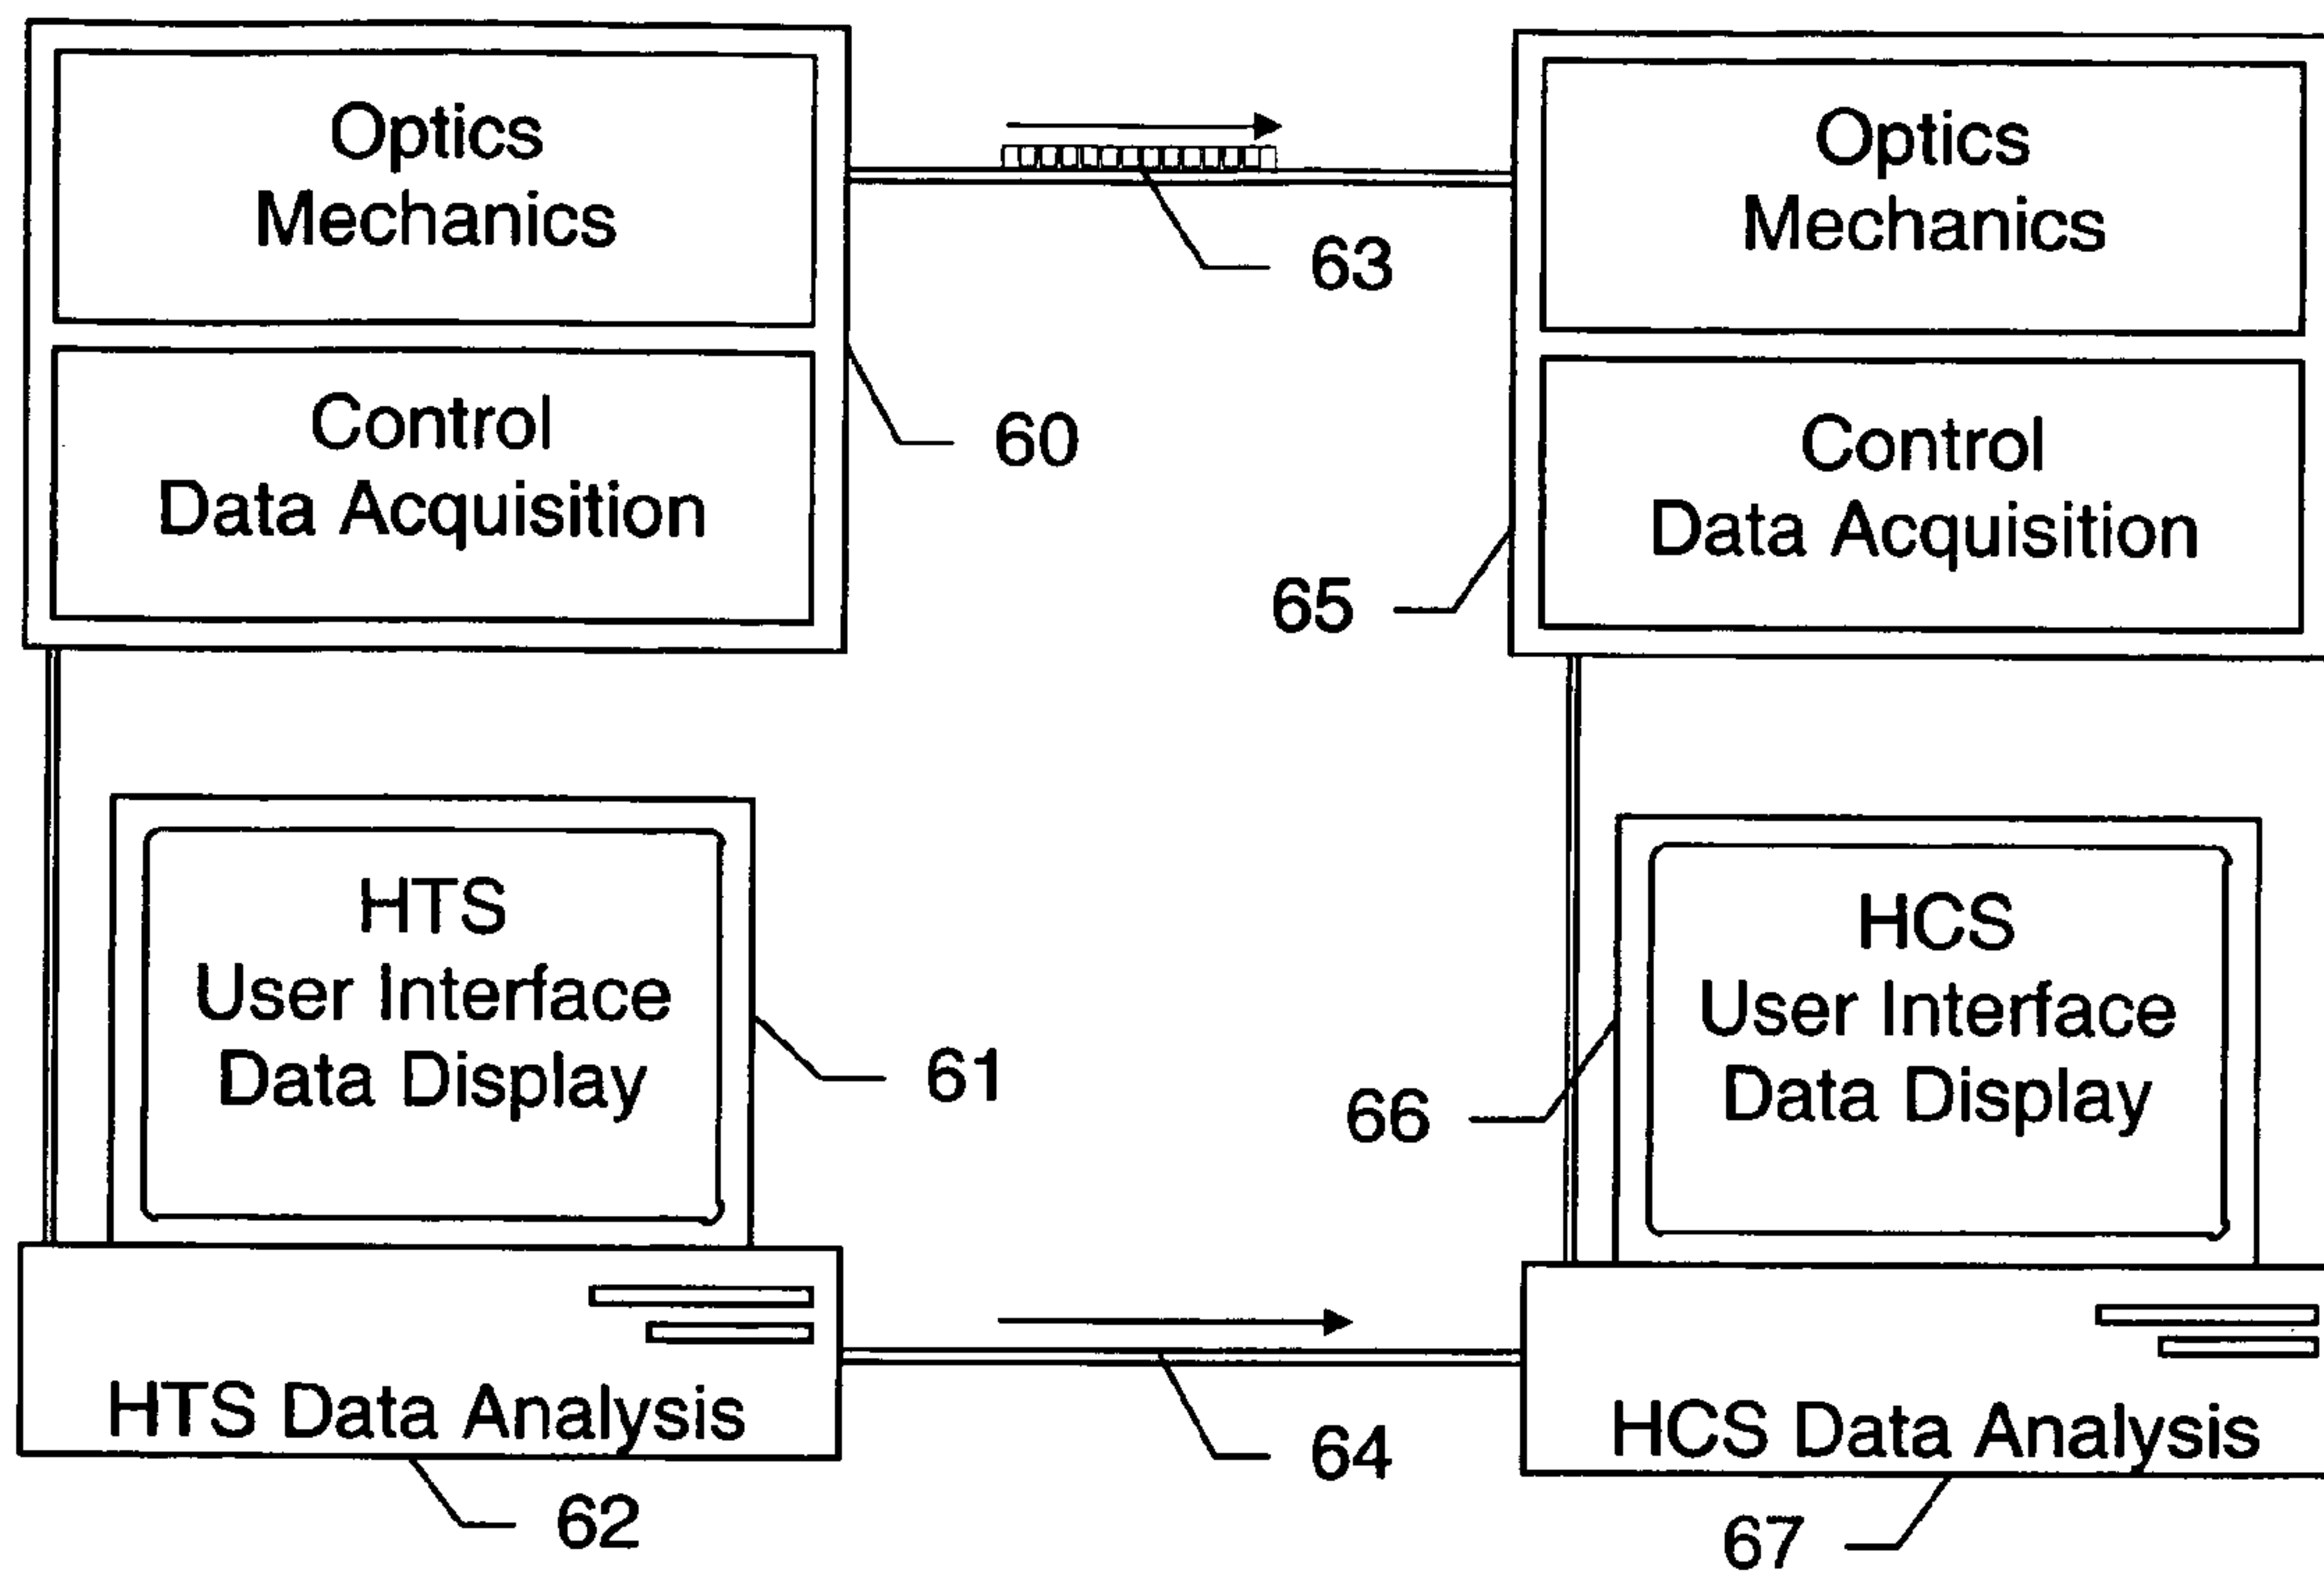 Optics
Mechanics
Control
Data Acquisition
60
63
Optics
Mechanics
Control
Data Acquisition
65
HTS
User Interface
Data Display
61
HTS Data Analysis
62
64
HCS
User Interface
Data Display
66
HCS Data Analysis
67